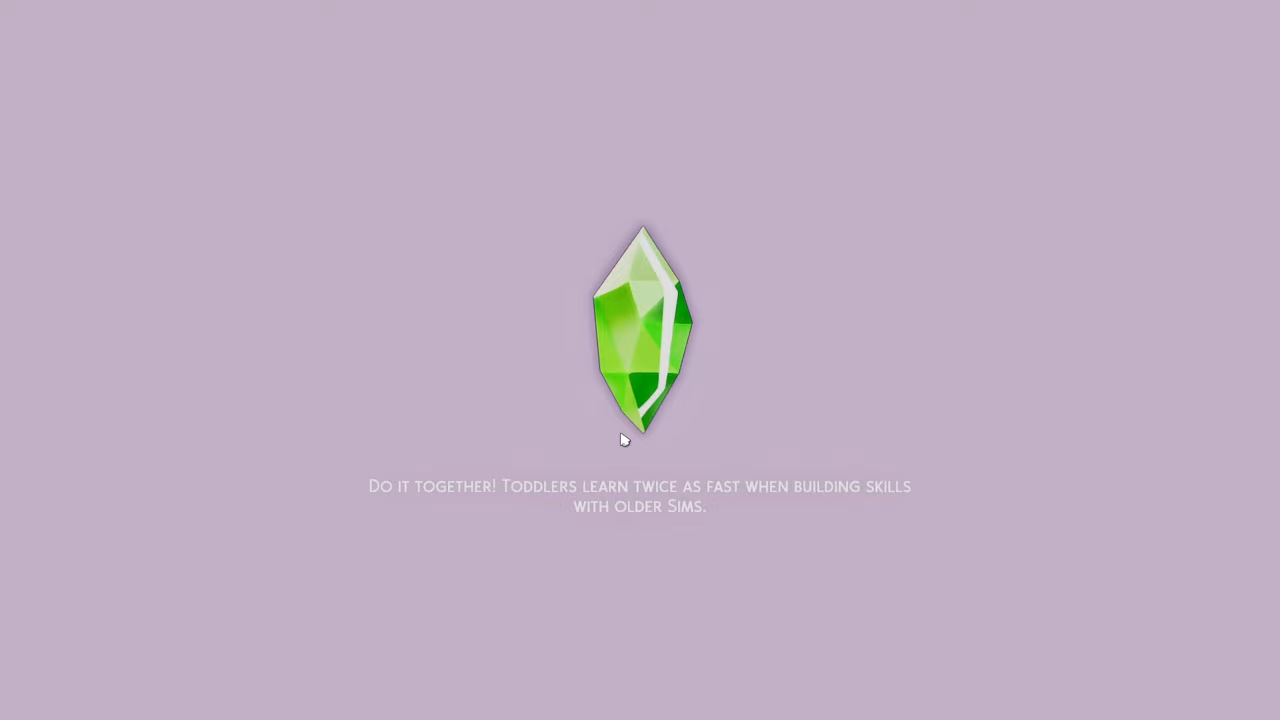 Do it together! Toddlers learn twice as fast when building skills
with older Sims.